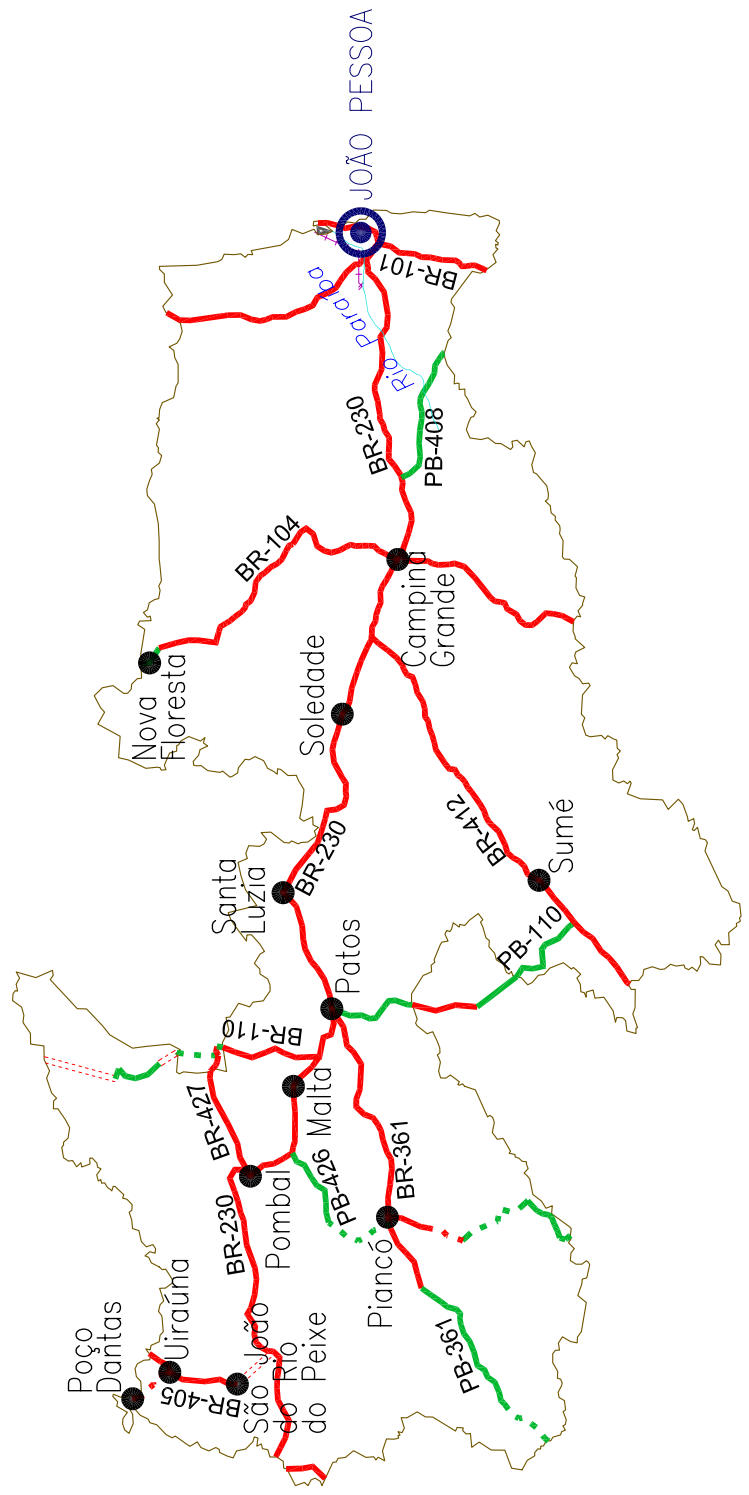 Poço
Dantas
Uiraúna
BR-405
São João
do Rio
do Peixe
BR-230
Pombal
BR-427
BR-110
Malta
PB-426
Piancó
BR-361
PB-361
Patos
Santa
Luzia
BR-230
PB-110
Sumé
BR-412
Soledade
Nova
Floresta
BR-104
Campina
Grande
BR-230
PB-408
Rio Paraípa
BR-101
JOÃO PESSOA